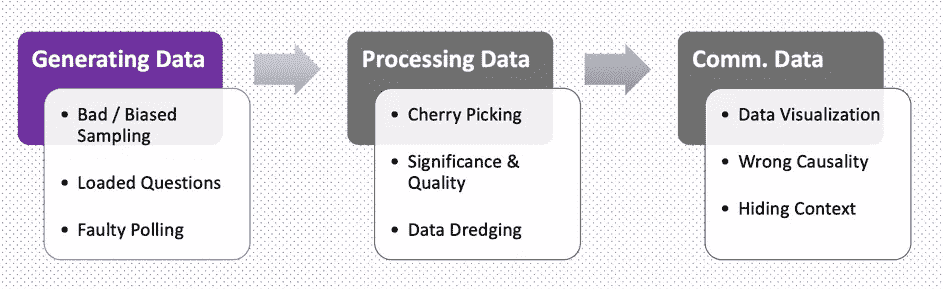 Generating Data
• Bad / Biased
Sampling
• Loaded Questions
• Faulty Polling
Processing Data
• Cherry Picking
• Significance &
Quality
• Data Dredging
Comm. Data
• Data Visualization
• Wrong Causality
• Hiding Context